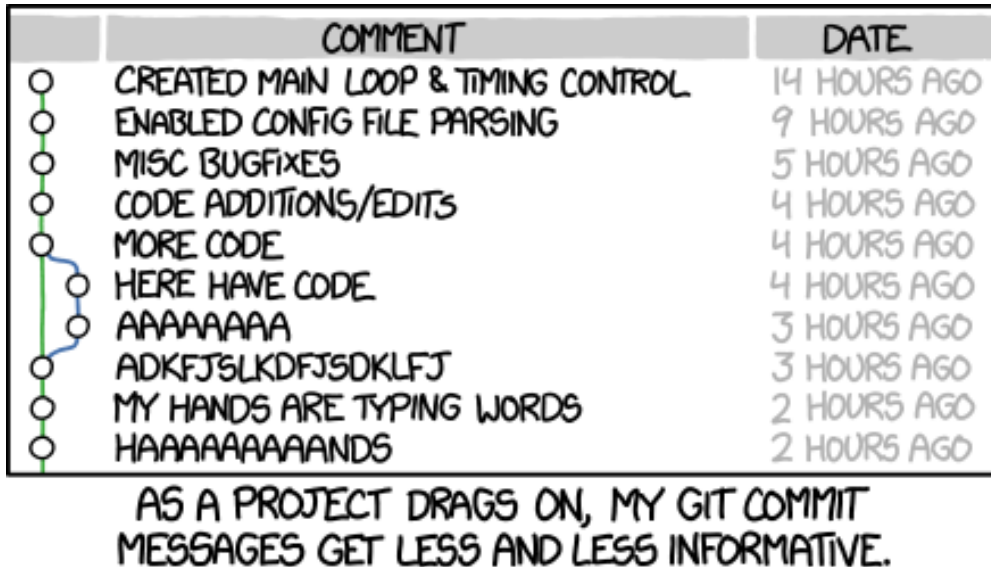 COMMENT DATE
CREATED MAIN LOOP & TIMING CONTROL 14 HOURS AGO
ENABLED CONFIG FILE PARSING 9 HOURS AGO
MISC BUGFIXES 5 HOURS AGO
CODE ADDITIONS/EDITS 4 HOURS AGO
MORE CODE 4 HOURS AGO
HERE HAVE CODE 4 HOURS AGO
AAAAAAAA 3 HOURS AGO
ADKFJSLKDFJSDKLFJ 3 HOURS AGO
MY HANDS ARE TYPING WORDS 2 HOURS AGO
HAAAAAAAAANDS 2 HOURS AGO
AS A PROJECT DRAGS ON, MY GIT COMMIT
MESSAGES GET LESS AND LESS INFORMATIVE.